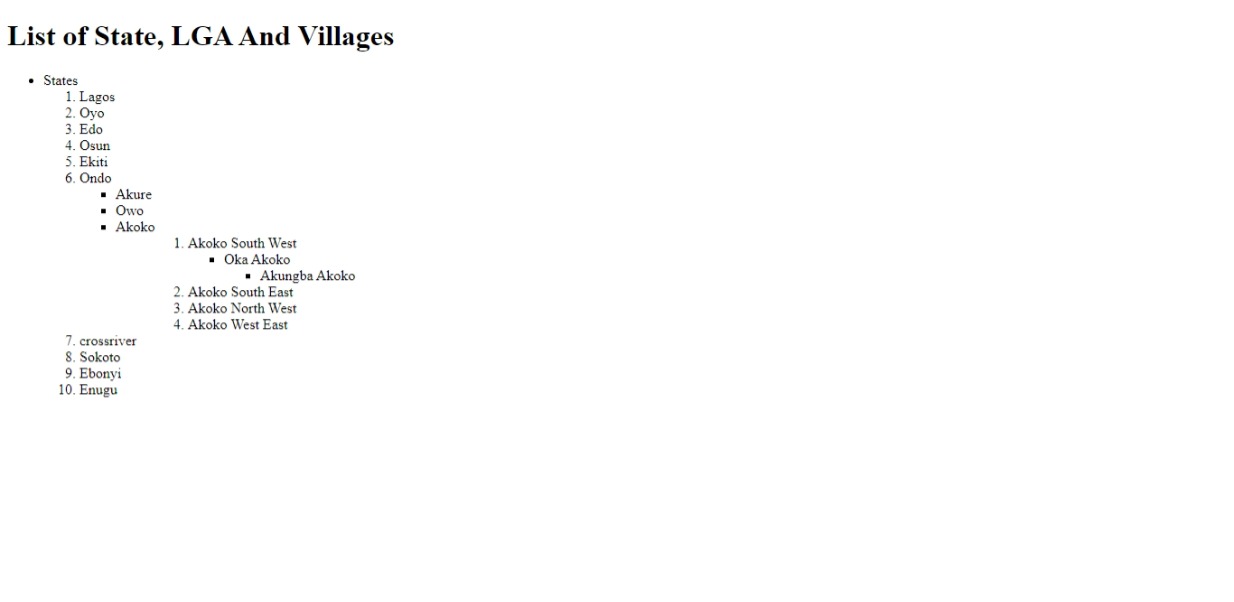 List of State, LGA And Villages
• States
1. Lagos
2. Oyo
3. Edo
4. Osun
5. Ekiti
6. Ondo
▪ Akure
▪ Owo
▪ Akoko
1. Akoko South West
▪ Oka Akoko
▪ Akungba Akoko
2. Akoko South East
3. Akoko North West
4. Akoko West East
7. crossriver
8. Sokoto
9. Ebonyi
10. Enugu